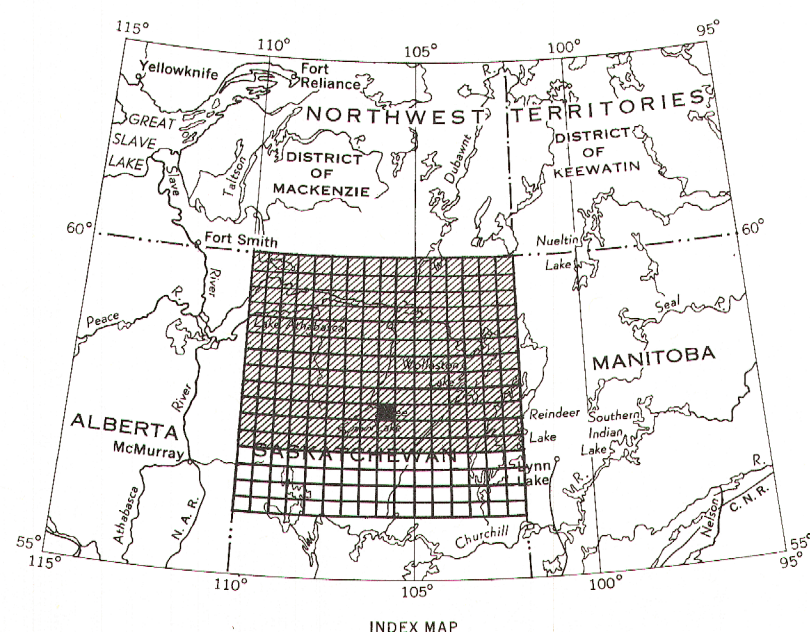 115°
110°
105°
100°
95°
Yellowknife
Fort
Reliance
R.
NORTHWEST TERRITORIES
GREAT
SLAVE
LAKE
Slave
Taltson
DISTRICT
OF
MACKENZIE
Dubawnt
DISTRICT
OF
KEEWATIN
60°
Fort Smith
Nueltin
Lake
60°
River
R.
Peace
Lake Athabasca
Seal R.
Wollaston
Lake
MANITOBA
River
ALBERTA
McMurray
Reindeer
Lake
Southern
Indian
Lake
SASKATCHEWAN
Lynn
Lake
R.
R.
Athabasca
N. A. R.
Nelson
C.N.R.
Churchill
55°
115°
110°
105°
100°
55°
95°
INDEX MAP